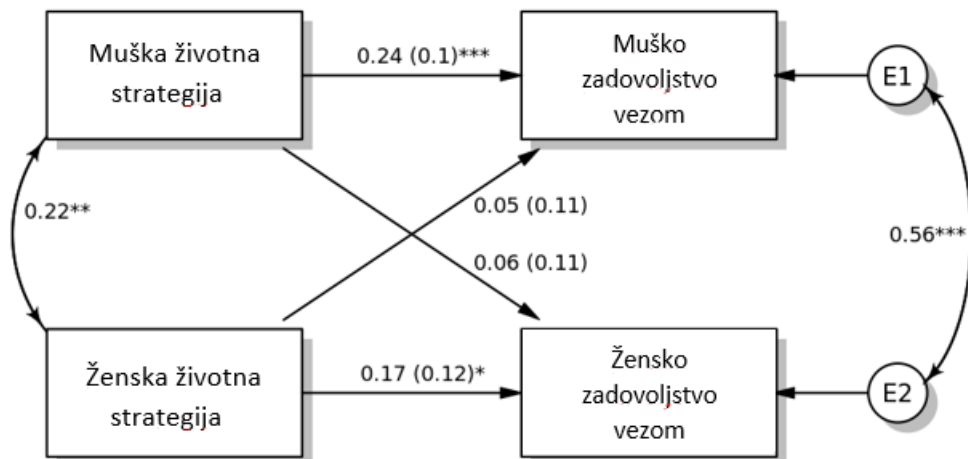 Muška životna
strategija
0.24 (0.1)***
Muško
zadovoljstvo
vezom
E1
0.22**
0.05 (0.11)
0.06 (0.11)
0.56***
Ženska životna
strategija
0.17 (0.12)*
Žensko
zadovoljstvo
vezom
E2